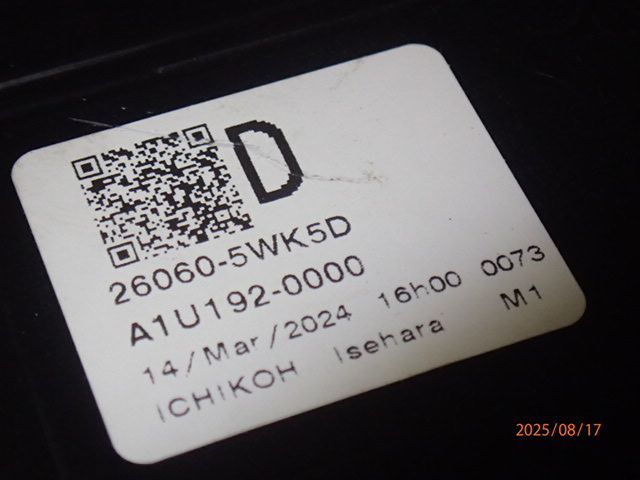 D
26060-5WK5D
A1U192-0000
14/Mar/2024 16h00 0073
ICHIKOH Isehara M1
2025/08/17